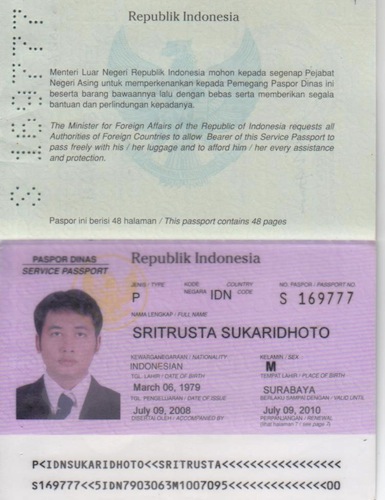 Republik Indonesia
Menteri Luar Negeri Republik Indonesia mohon kepada segenap Pejabat
Negeri Asing untuk memperkenankan kepada Pemegang Paspor Dinas ini
beserta barang bawaannya lalu dengan bebas serta memberikan segala
bantuan dan perlindungan kepadanya.
The Minister for Foreign Affairs of the Republic of Indonesia requests all
Authorities of Foreign Countries to allow Bearer of this Service Passport to
pass freely with his / her luggage and to afford him / her every assistance
and protection.
Paspor ini berisi 48 halaman / This passport contains 48 pages
PASPOR DINAS
SERVICE PASSPORT
Republik Indonesia
JENIS / TYPE
KODE NEGARA
COUNTRY CODE
NO. PASPOR / PASSPORT NO
P
IDN
S 169777
NAMA LENGKAP / FULL NAME
SRITRUSTA SUKARIDHOTO
KEWARGANEGARAAN / NATIONALITY
KELAMIN / SEX
INDONESIAN
M
TGL. LAHIR / DATE OF BIRTH
TEMPAT LAHIR / PLACE OF BIRTH
March 06, 1979
SURABAYA
TGL. PENGELUARAN / DATE OF ISSUE
BERLAKU SAMPAI DENGAN / VALID UNTIL
July 09, 2008
July 09, 2010
DISERTAI OLEH / ACCOMPANIED BY
PERPANJANGAN / RENEWAL
(lihat halaman 7 / see page 7)
P<IDNSUKARIDHOTO<<SRITRUSTA<<<<<<<<<<<<<<<<<
S169777<<5IDN7903063M1007095<<<<<<<<<<<<<<00